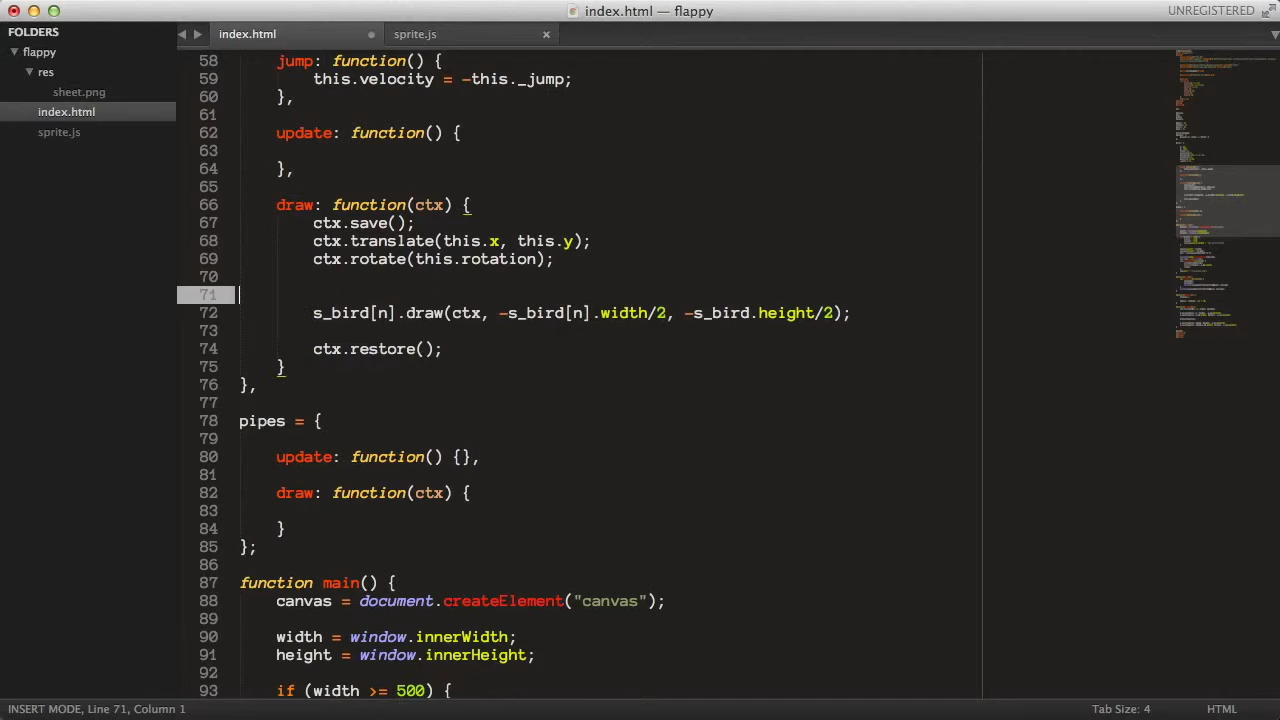 index.html — flappy
UNREGISTERED
FOLDERS
flappy
res
sheet.png
index.html
sprite.js
index.html
sprite.js
58 jump: function() {
59 this.velocity = -this._jump;
60 },
61
62 update: function() {
63
64 },
65
66 draw: function(ctx) {
67 ctx.save();
68 ctx.translate(this.x, this.y);
69 ctx.rotate(this.rotation);
70
71
72 s_bird[n].draw(ctx, -s_bird[n].width/2, -s_bird.height/2);
73
74 ctx.restore();
75 }
76 },
77
78 pipes = {
79
80 update: function() {},
81
82 draw: function(ctx) {
83
84 }
85 };
86
87 function main() {
88 canvas = document.createElement("canvas");
89
90 width = window.innerWidth;
91 height = window.innerHeight;
92
93 if (width >= 500) {
INSERT MODE, Line 71, Column 1
Tab Size: 4
HTML